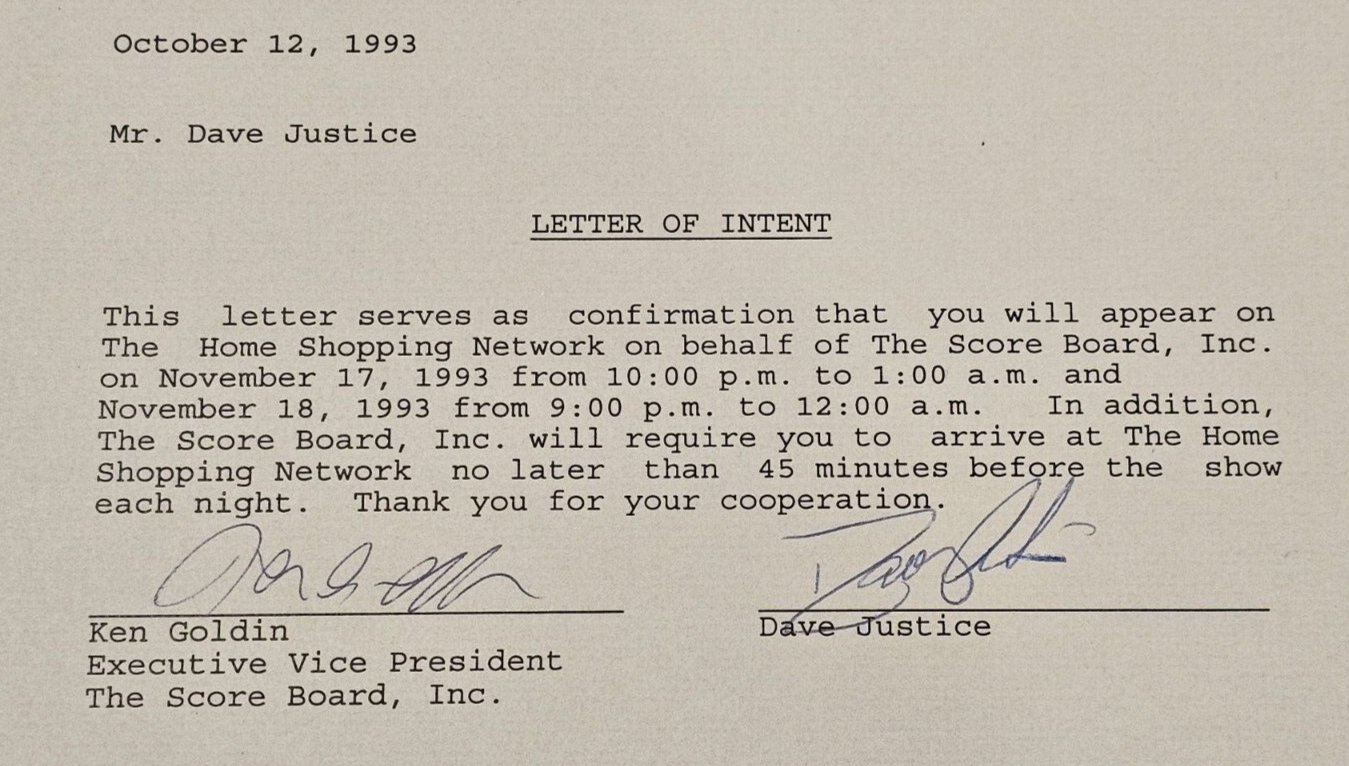 October 12, 1993
Mr. Dave Justice
LETTER OF INTENT
This letter serves as confirmation that you will appear on
The Home Shopping Network on behalf of The Score Board, Inc.
on November 17, 1993 from 10:00 p.m. to 1:00 a.m. and
November 18, 1993 from 9:00 p.m. to 12:00 a.m. In addition,
The Score Board, Inc. will require you to arrive at The Home
Shopping Network no later than 45 minutes before the show
each night. Thank you for your cooperation.
Ken Goldin
Executive Vice President
The Score Board, Inc.
Dave Justice